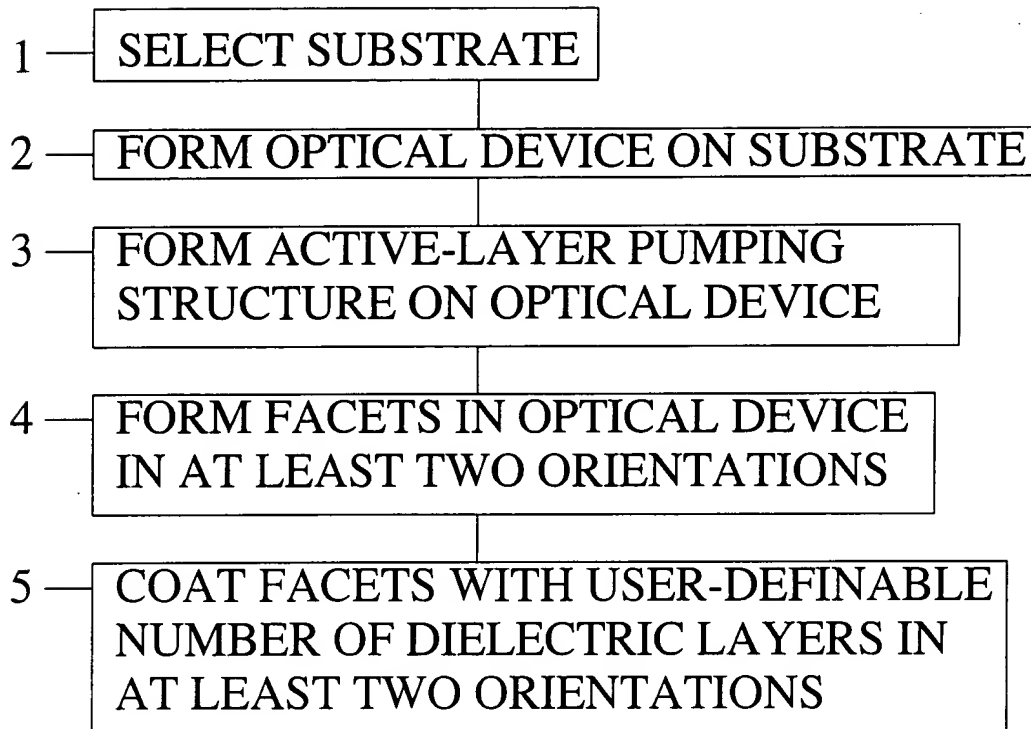 1 SELECT SUBSTRATE
2 FORM OPTICAL DEVICE ON SUBSTRATE
3 FORM ACTIVE-LAYER PUMPING
STRUCTURE ON OPTICAL DEVICE
4 FORM FACETS IN OPTICAL DEVICE
IN AT LEAST TWO ORIENTATIONS
5 COAT FACETS WITH USER-DEFINABLE
NUMBER OF DIELECTRIC LAYERS IN
AT LEAST TWO ORIENTATIONS